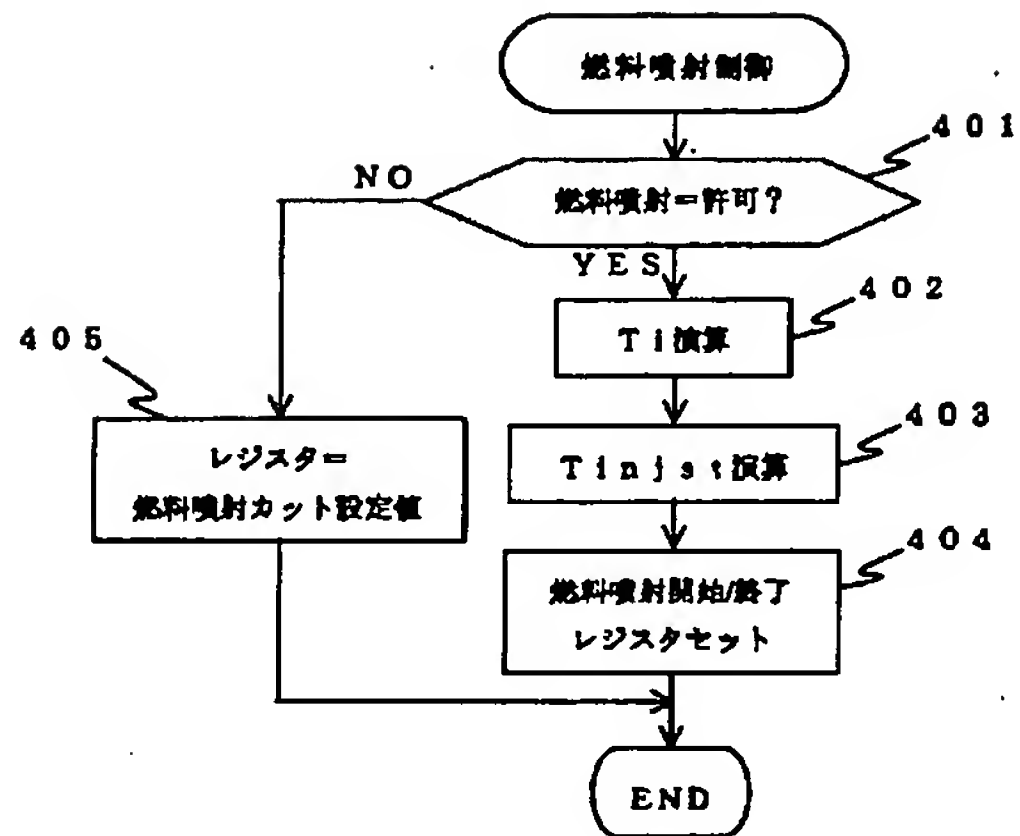 燃料噴射制御
401
燃料噴射=許可?
NO
YES
402
Ti演算
405
403
レジスタ=
燃料噴射カット設定値
Tinjst演算
404
燃料噴射開始/終了
レジスタセット
END